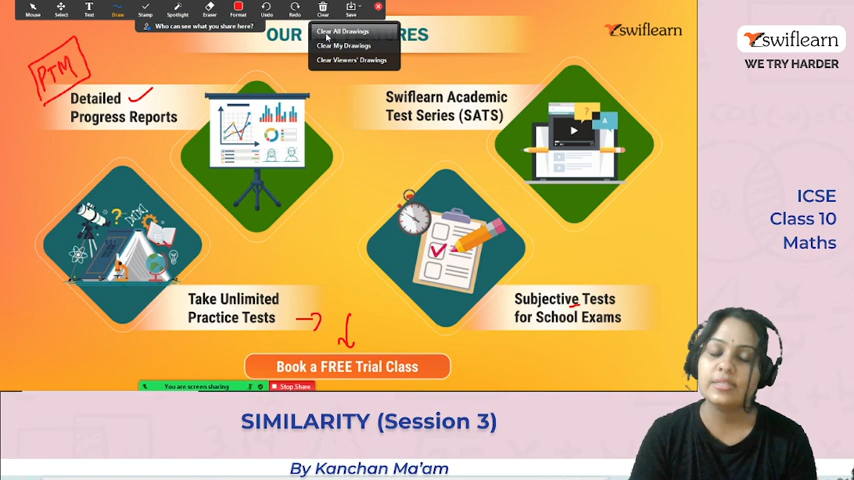 Mouse Select Text Draw Stamp Spotlight Eraser Format Undo Redo Clear Save
Who can see what you share here?
Clear All Drawings
Clear My Drawings
Clear Viewers' Drawings
OUR
ES
swiflearn
swiflearn
WE TRY HARDER
PTM
Detailed
Progress Reports
Swiflearn Academic
Test Series (SATS)
?
A
ICSE
Class 10
Maths
?
Take Unlimited
Practice Tests
Subjective Tests
for School Exams
Book a FREE Trial Class
You are screen sharing
Stop Share
SIMILARITY (Session 3)
By Kanchan Ma'am